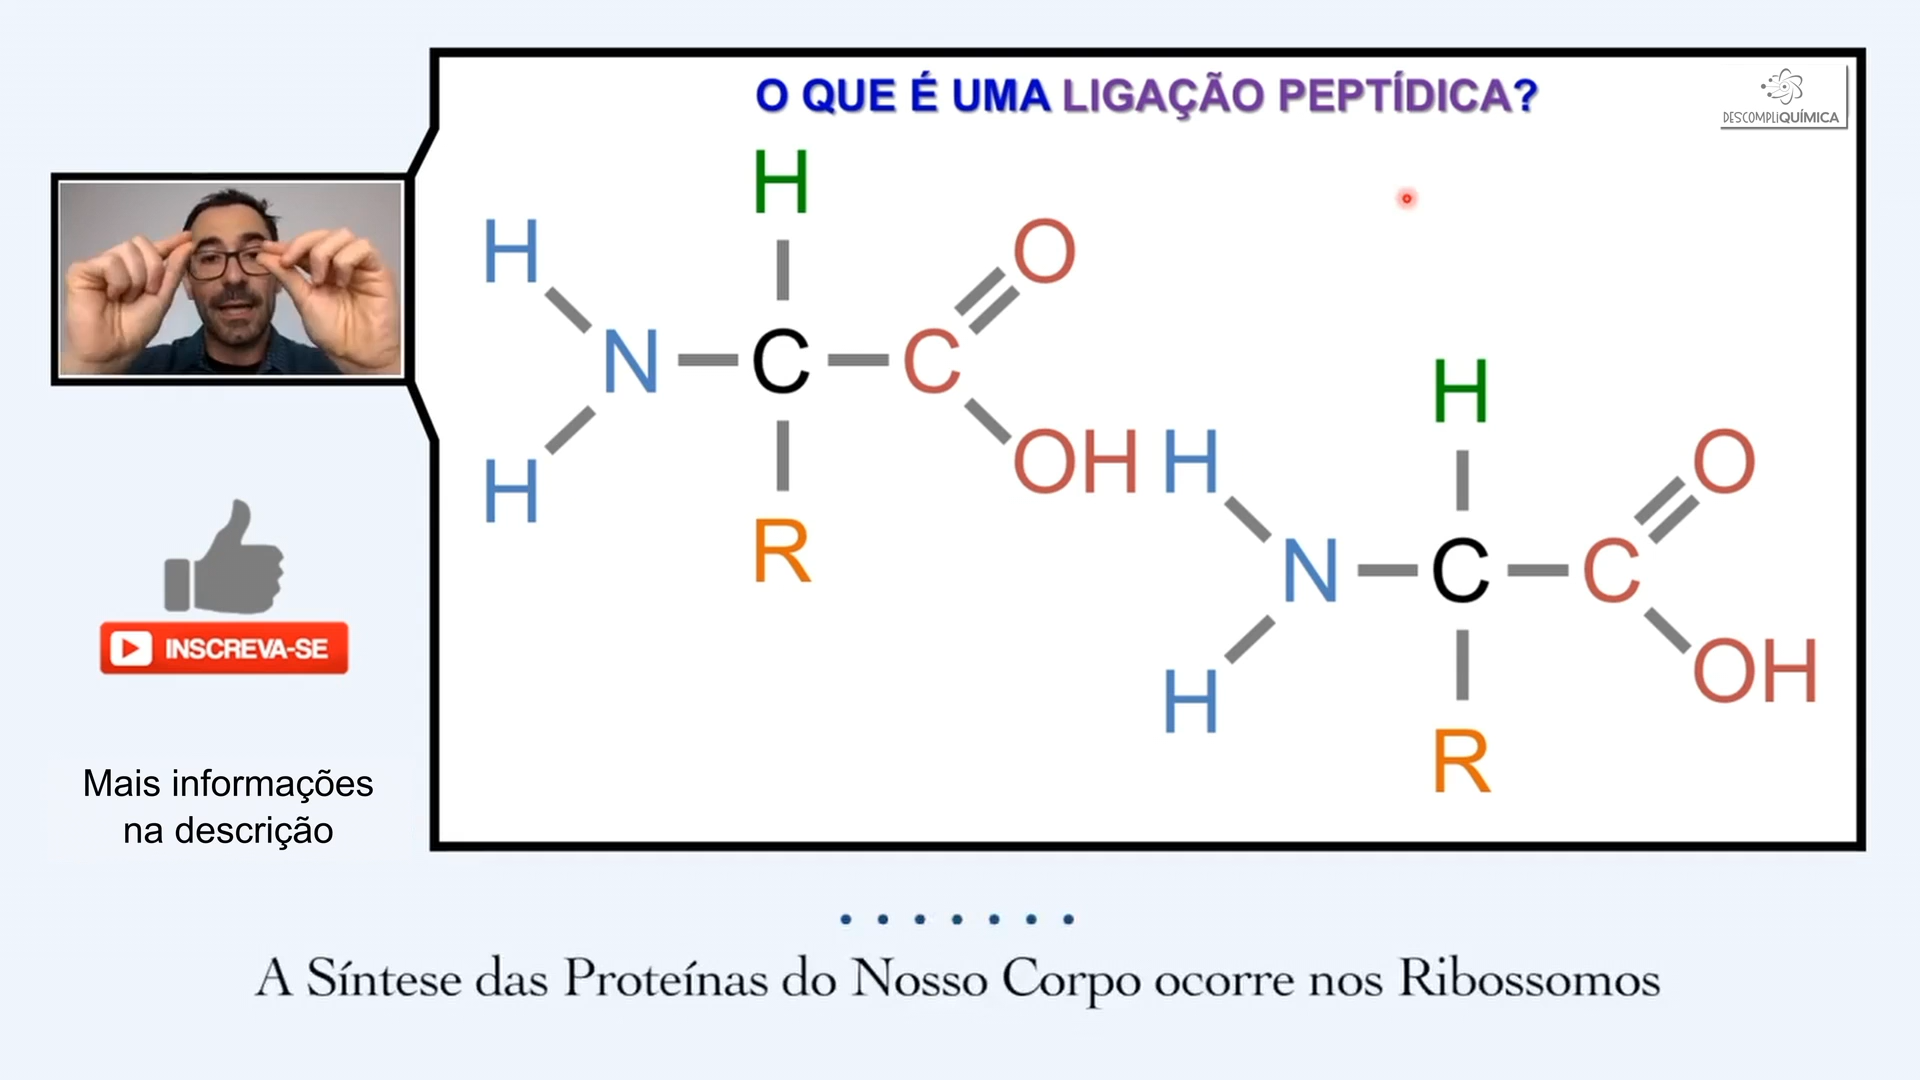 O QUE É UMA LIGAÇÃO PEPTÍDICA?
DESCOMPLIQUÍMICA
H
H
O
N C C
H
OH
R
H
H
O
N C C
H
OH
R
INSCREVA-SE
Mais informações
na descrição
A Síntese das Proteínas do Nosso Corpo ocorre nos Ribossomos